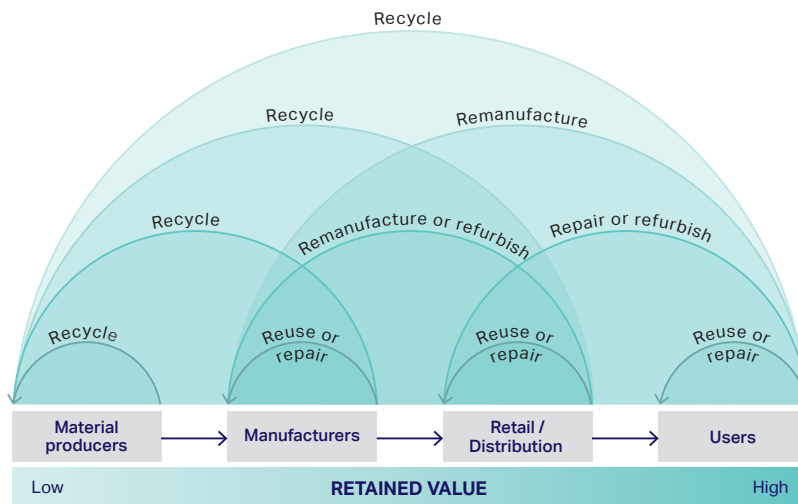 Recycle
Recycle
Remanufacture
Recycle
Remanufacture or refurbish
Repair or refurbish
Recycle
Reuse or
repair
Reuse or
repair
Reuse or
repair
Material
producers
Manufacturers
Retail /
Distribution
Users
Low
RETAINED VALUE
High